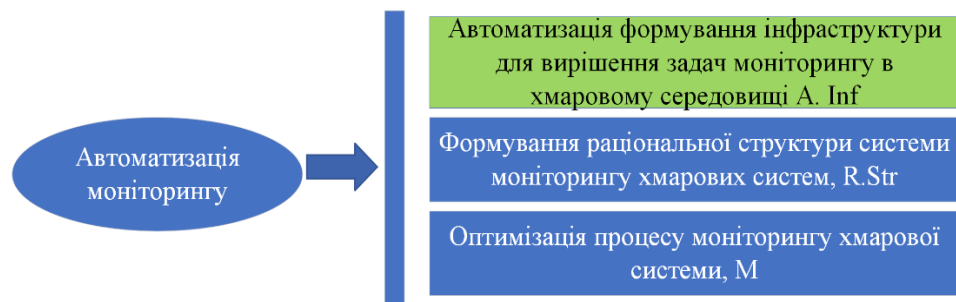 Автоматизація формування інфраструктури
для вирішення задач моніторингу в
хмаровому середовищі А. Inf
Автоматизація
моніторингу
Формування раціональної структури системи
моніторингу хмарових систем, R.Str
Оптимізація процесу моніторингу хмарової
системи, М